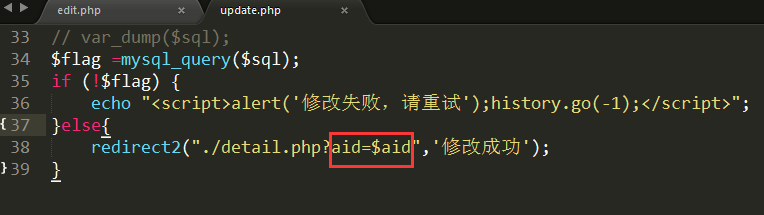 edit.php × update.php ×
33 // var_dump($sql);
34 $flag =mysql_query($sql);
35 if (!$flag) {
36 echo "<script>alert('修改失败，请重试');history.go(-1);</script>";
37 }else{
38 redirect2("./detail.php?aid=$aid",'修改成功');
39 }